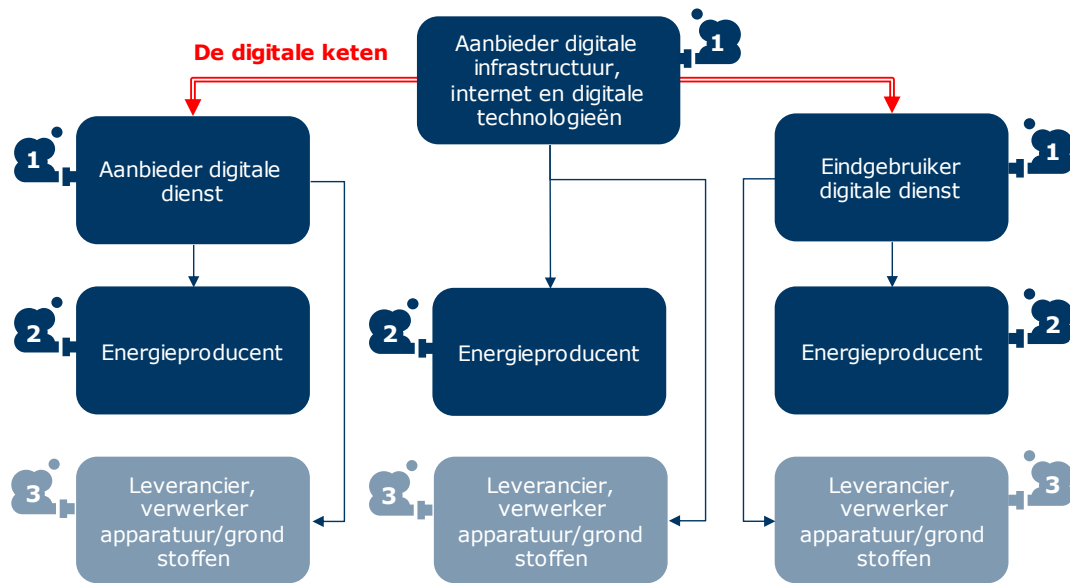 De digitale keten
Aanbieder digitale
infrastructuur,
internet en digitale
technologieën
1
1
Aanbieder digitale
dienst
Eindgebruiker
digitale dienst
1
2
Energieproducent
2
Energieproducent
Energieproducent
2
3
Leverancier,
verwerker
apparatuur/grond
stoffen
3
Leverancier,
verwerker
apparatuur/grond
stoffen
Leverancier,
verwerker
apparatuur/grond
stoffen
3